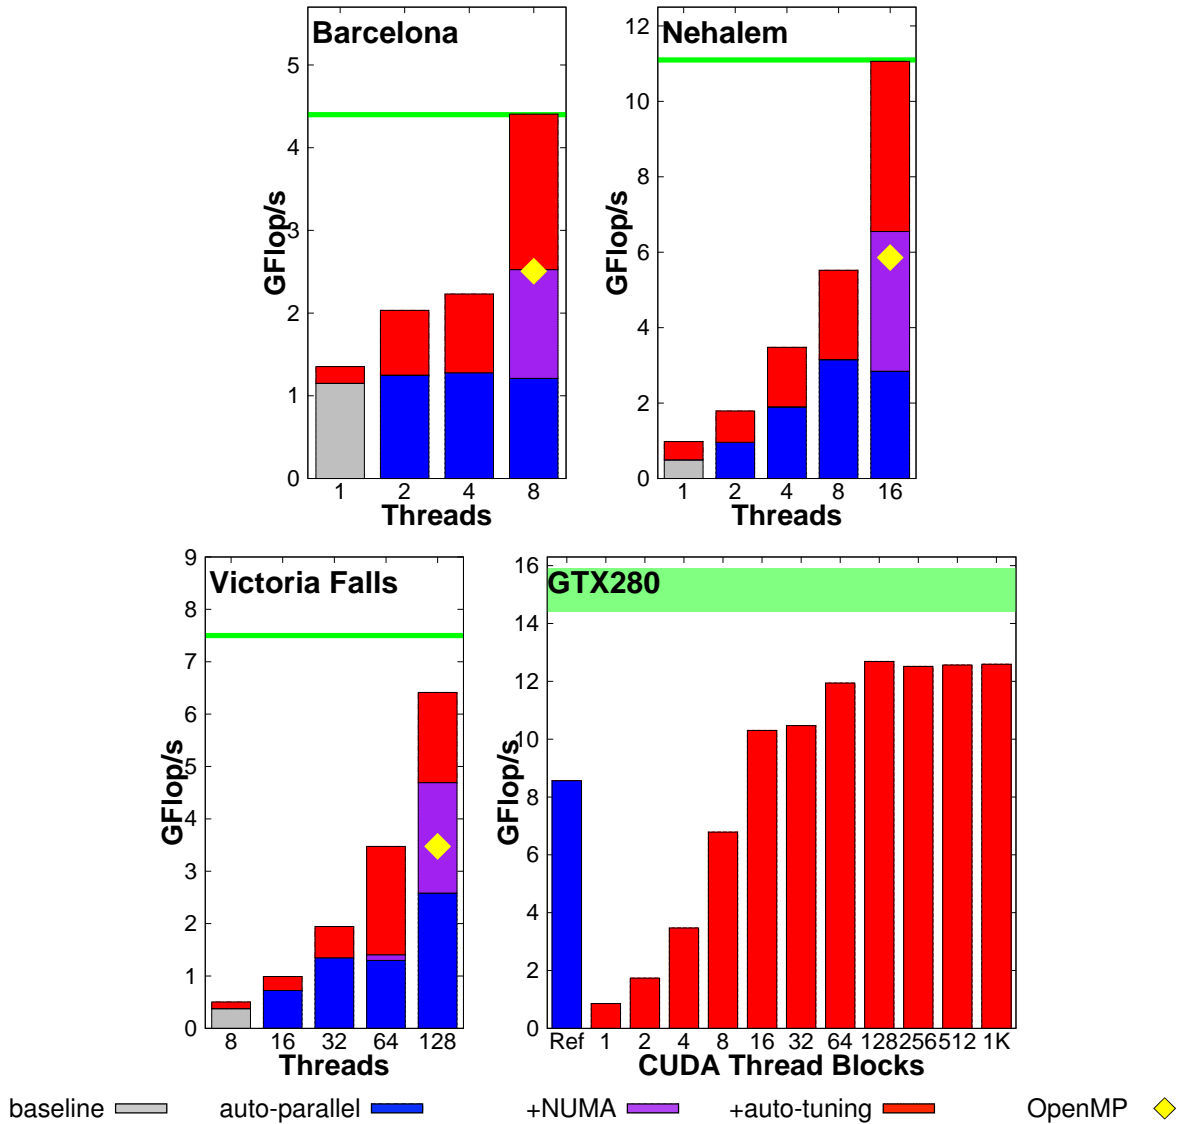 Barcelona
5
4
3
2
1
0
GFlop/s
1 2 4 8
Threads
Nehalem
12
10
8
6
4
2
0
GFlop/s
1 2 4 8 16
Threads
Victoria Falls
9
8
7
6
5
4
3
2
1
0
GFlop/s
8 16 32 64 128
Threads
GTX280
16
14
12
10
8
6
4
2
0
GFlop/s
Ref 1 2 4 8 16 32 64 128 256 512 1K
CUDA Thread Blocks
baseline auto-parallel +NUMA +auto-tuning OpenMP